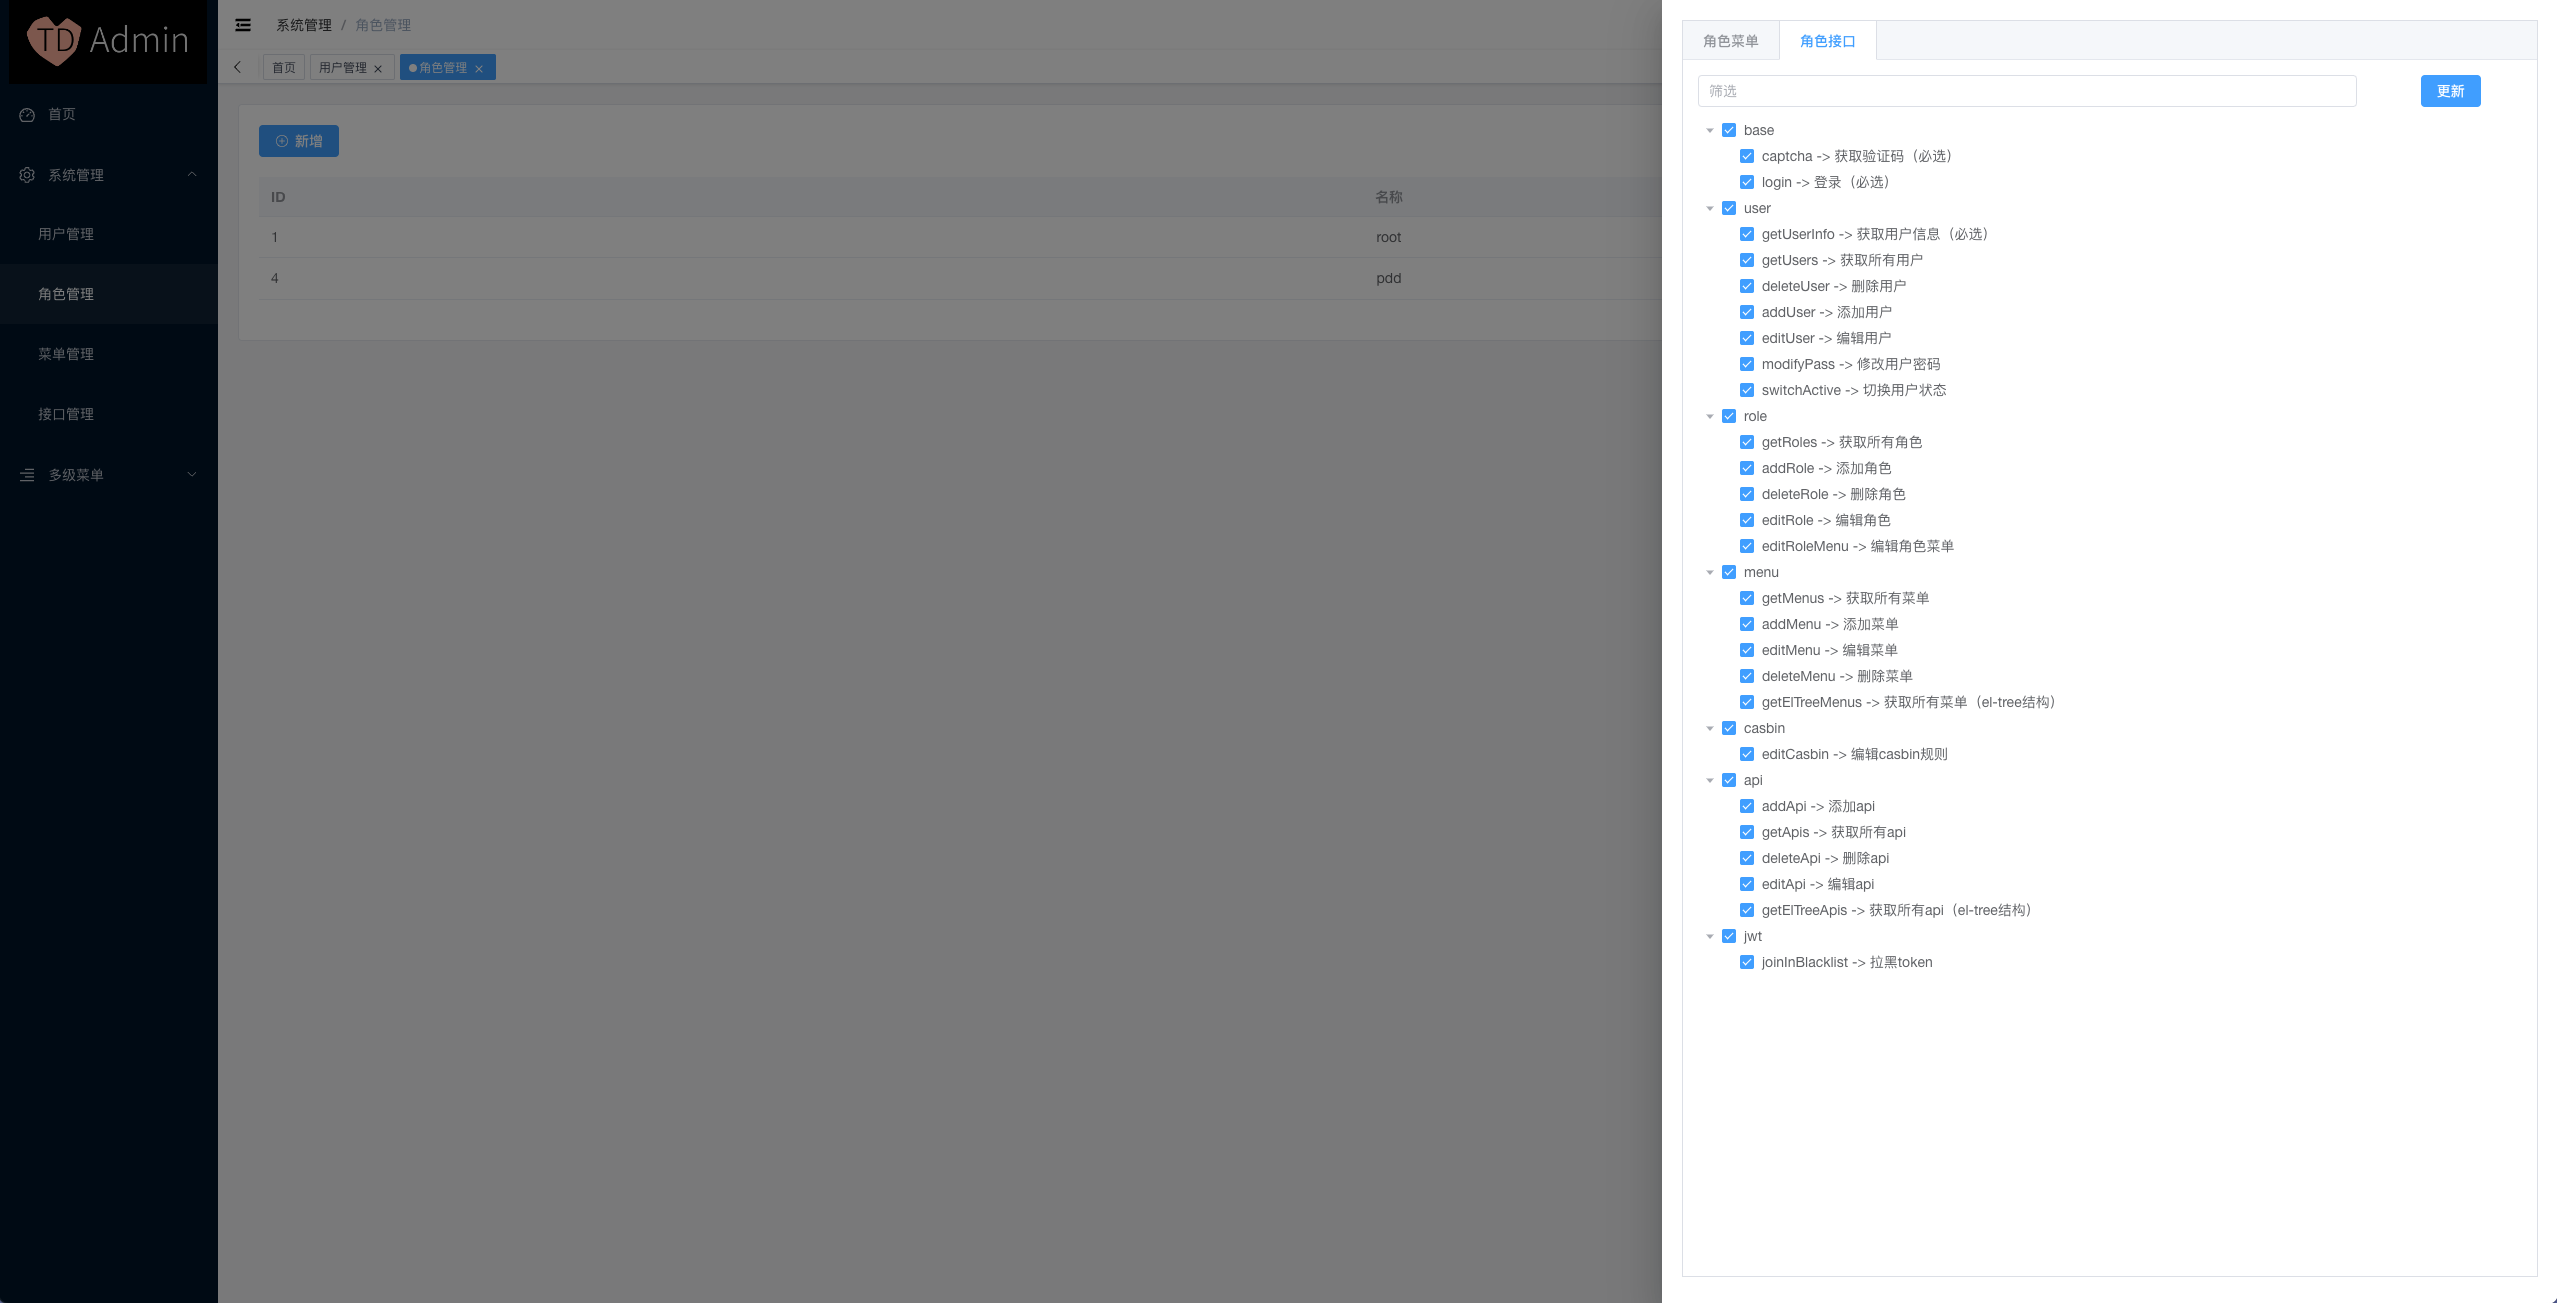 TD Admin
首页
系统管理
用户管理
角色管理
菜单管理
接口管理
多级菜单
系统管理 / 角色管理
首页 用户管理 角色管理
新增
ID 名称
1 root
4 pdd
角色菜单 角色接口
筛选 更新
base
captcha -> 获取验证码（必选）
login -> 登录（必选）
user
getUserInfo -> 获取用户信息（必选）
getUsers -> 获取所有用户
deleteUser -> 删除用户
addUser -> 添加用户
editUser -> 编辑用户
modifyPass -> 修改用户密码
switchActive -> 切换用户状态
role
getRoles -> 获取所有角色
addRole -> 添加角色
deleteRole -> 删除角色
editRole -> 编辑角色
editRoleMenu -> 编辑角色菜单
menu
getMenus -> 获取所有菜单
addMenu -> 添加菜单
editMenu -> 编辑菜单
deleteMenu -> 删除菜单
getElTreeMenus -> 获取所有菜单（el-tree结构）
casbin
editCasbin -> 编辑casbin规则
api
addApi -> 添加api
getApis -> 获取所有api
deleteApi -> 删除api
editApi -> 编辑api
getElTreeApis -> 获取所有api（el-tree结构）
jwt
joinInBlacklist -> 拉黑token